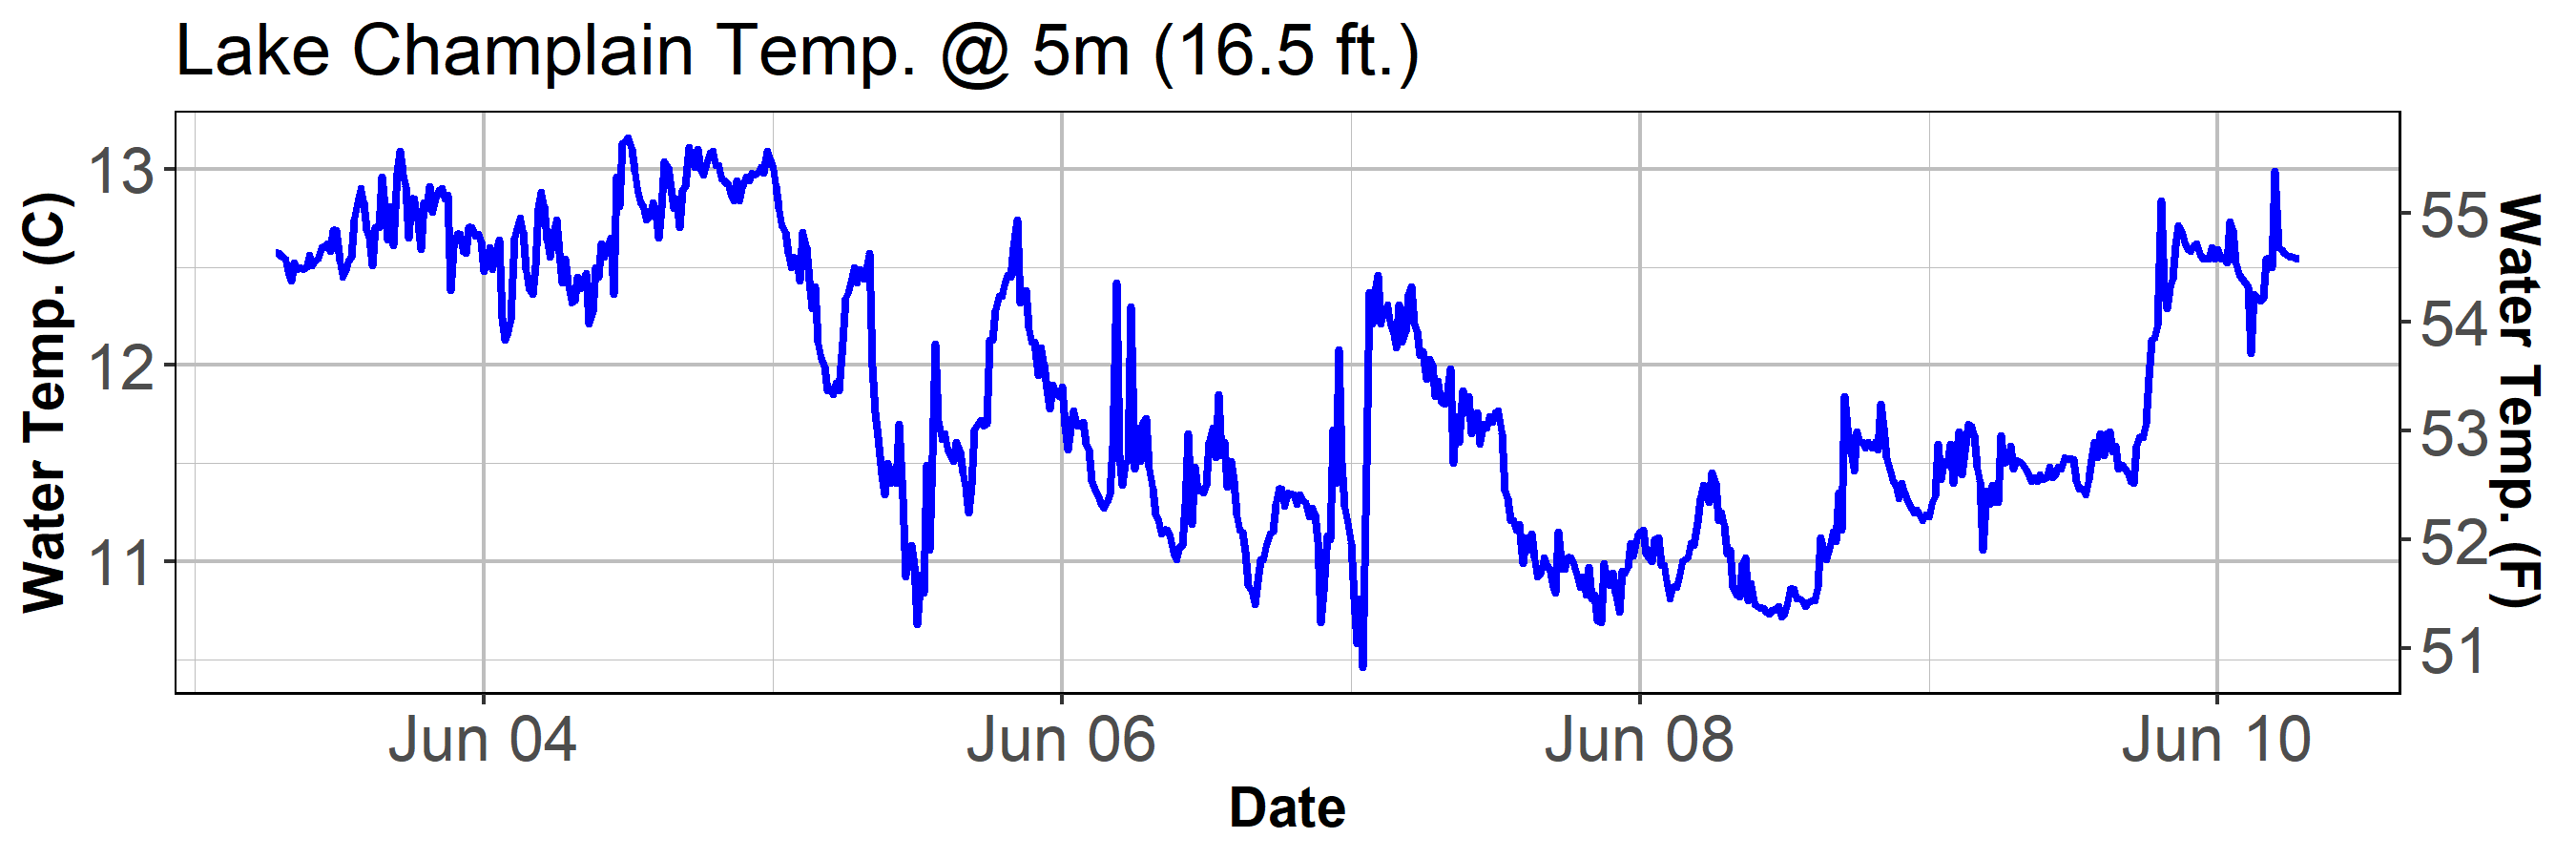 Lake Champlain Temp. @ 5m (16.5 ft.)
Water Temp. (C)
13
12
11
55
54
53
52
51
Water Temp. (F)
Jun 04 Jun 06 Jun 08 Jun 10
Date